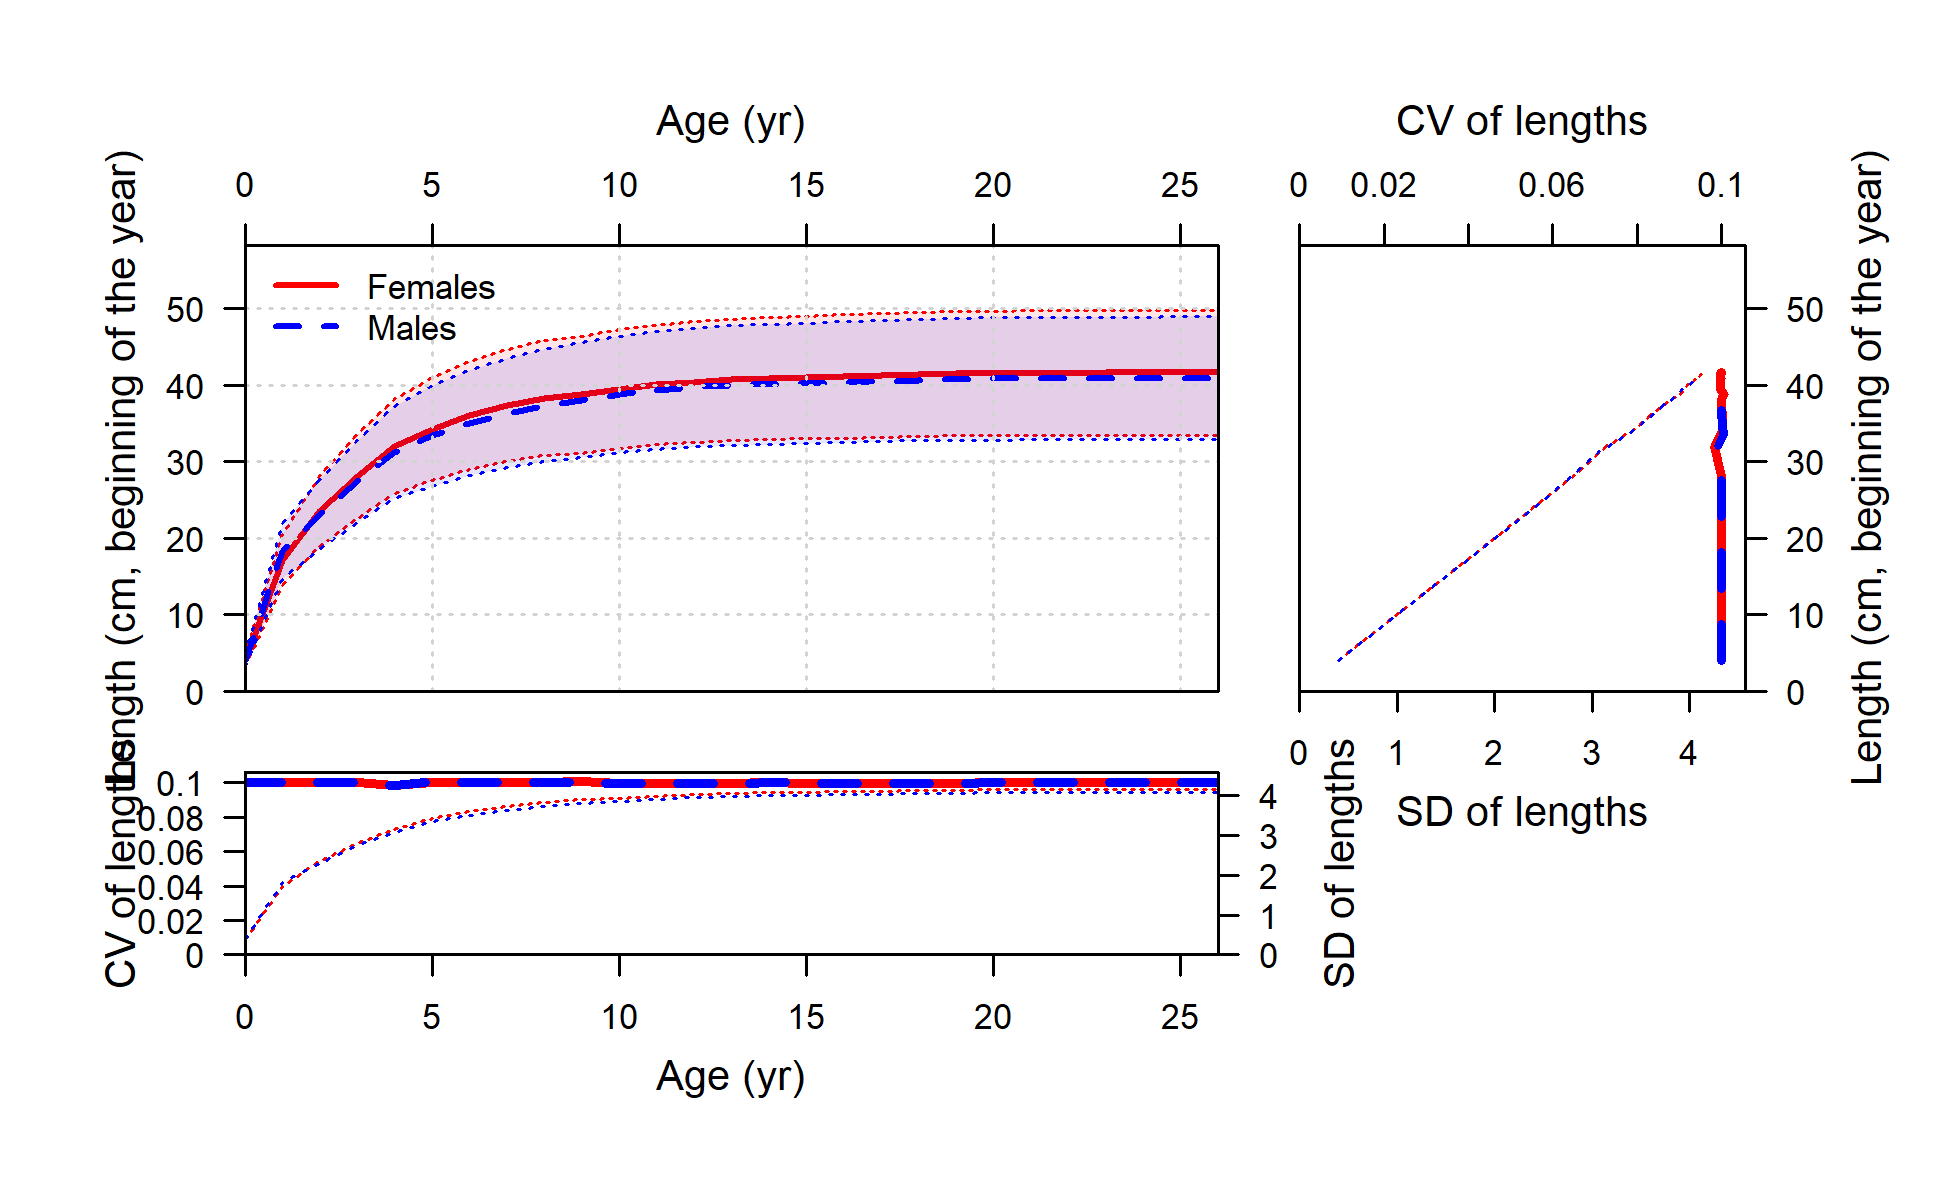 Age (yr)
CV of lengths
0 5 10 15 20 25
0 0.02 0.06 0.1
Length (cm, beginning of the year)
Females
Males
50
40
30
20
10
0
50
40
30
20
10
0
Length (cm, beginning of the year)
0 1 2 3 4
SD of lengths
CV of lengths
0.1
0.08
0.06
0.04
0.02
0
4
3
2
1
0
SD of lengths
0 5 10 15 20 25
Age (yr)